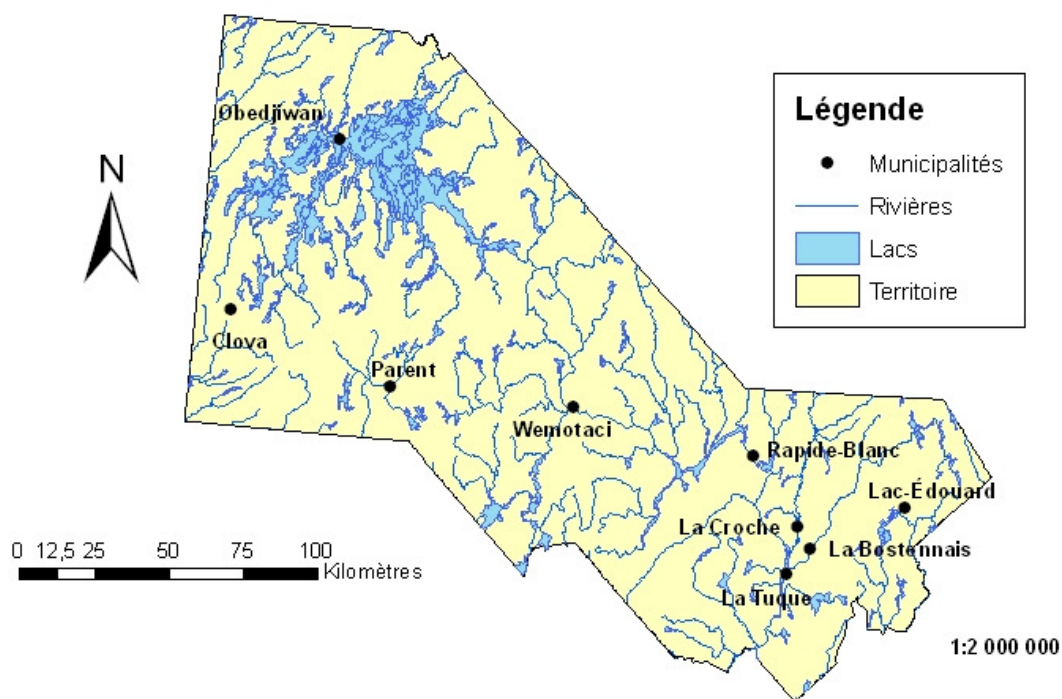 Obedjiwan
Légende
N
Municipalités
Rivières
Lacs
Territoire
Clova
Parent
Wemotaci
Rapide-Blanc
Lac-Édouard
La Croche
0 12,5 25 50 75 100
La Bostonnais
Kilomètres
La Tuque
1:2 000 000